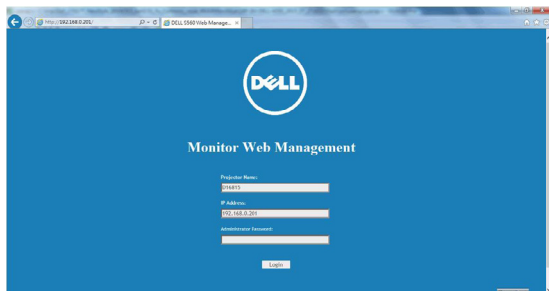 http://192.168.0.201/
DELL S560 Web Manage...
DELL
Monitor Web Management
Projector Name:
IP Address:
192.168.0.201
Administrator Password:
Login